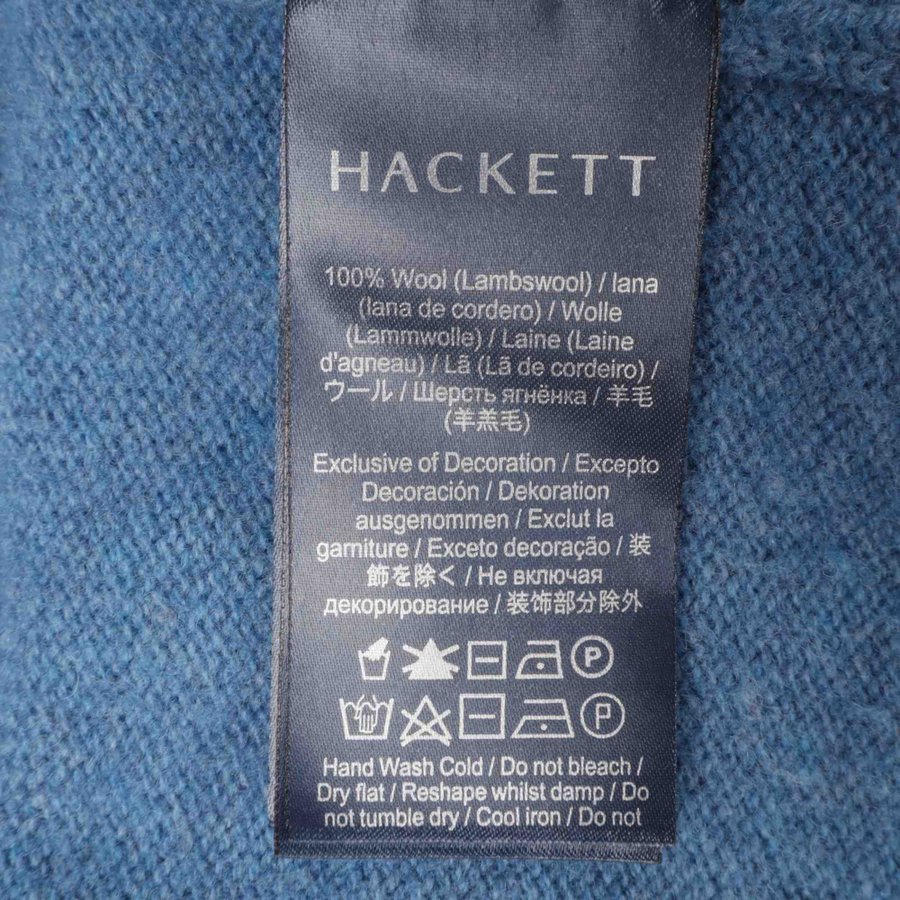 HACKETT
100% Wool (Lambswool) / lana
(lana de cordero) / Wolle
(Lammwolle) / Laine (Laine
d'agneau) / Lã (Lã de cordeiro) /
ウール / Шерсть ягнёнка / 羊毛
(羊羔毛)
Exclusive of Decoration / Excepto
Decoración / Dekoration
ausgenommen / Exclut la
garniture / Exceto decoração / 装
飾を除く / Не включая
декорирование / 装饰部分除外
P
P
Hand Wash Cold / Do not bleach /
Dry flat / Reshape whilst damp / Do
not tumble dry / Cool iron / Do not